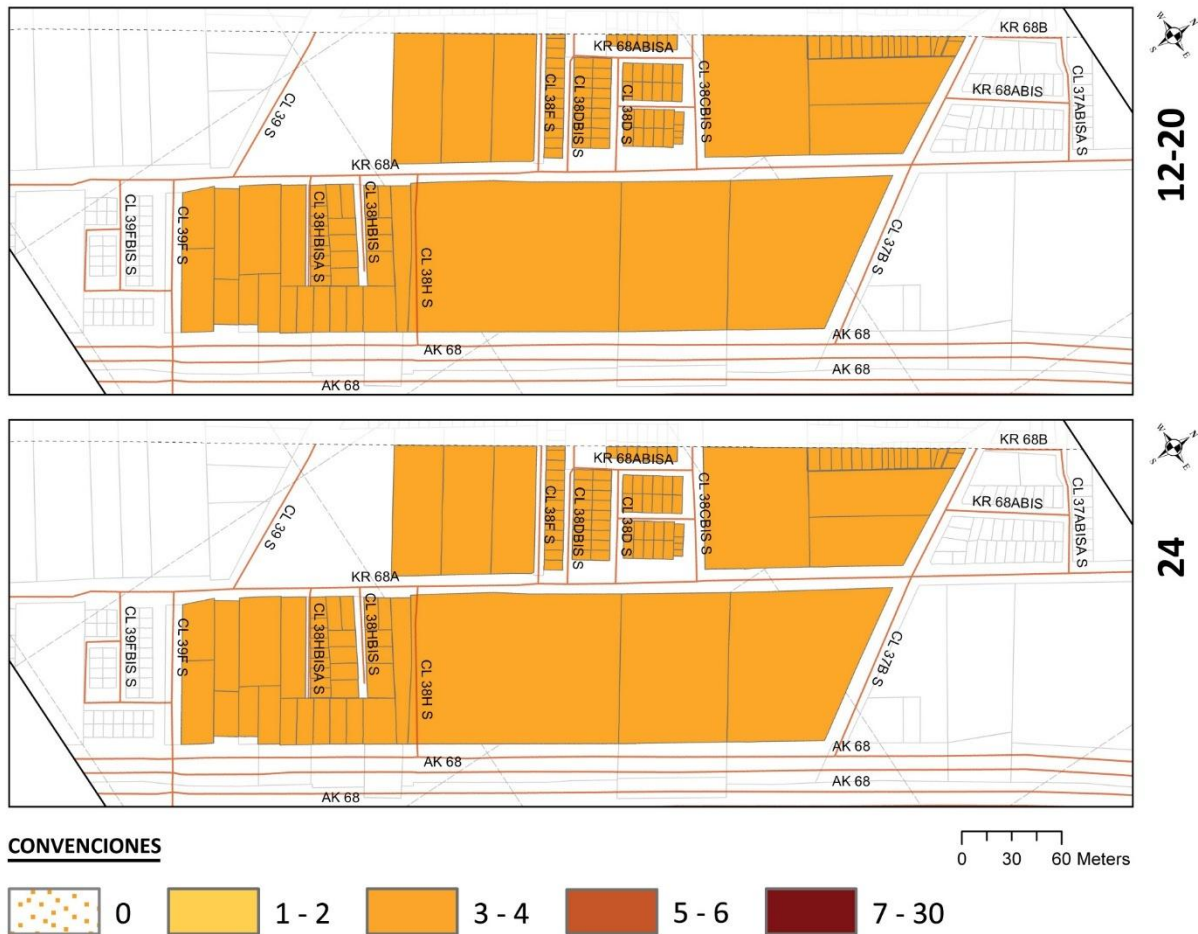 KR 68B
KR 68ABISA
CL 39 S
CL 38F S
CL 38DBIS S
CL 38D S
CL 38CBIS S
KR 68ABIS
CL 37ABISA S
KR 68A
CL 39FBIS S
CL 39F S
CL 38HBISA S
CL 38HBIS S
CL 38H S
CL 37B S
AK 68
AK 68
AK 68
W N
S E
12-20
KR 68B
KR 68ABISA
CL 39 S
CL 38F S
CL 38DBIS S
CL 38D S
CL 38CBIS S
KR 68ABIS
CL 37ABISA S
KR 68A
CL 39FBIS S
CL 39F S
CL 38HBISA S
CL 38HBIS S
CL 38H S
CL 37B S
AK 68
AK 68
AK 68
W N
S E
24
CONVENCIONES
0 30 60 Meters
0 1 - 2 3 - 4 5 - 6 7 - 30